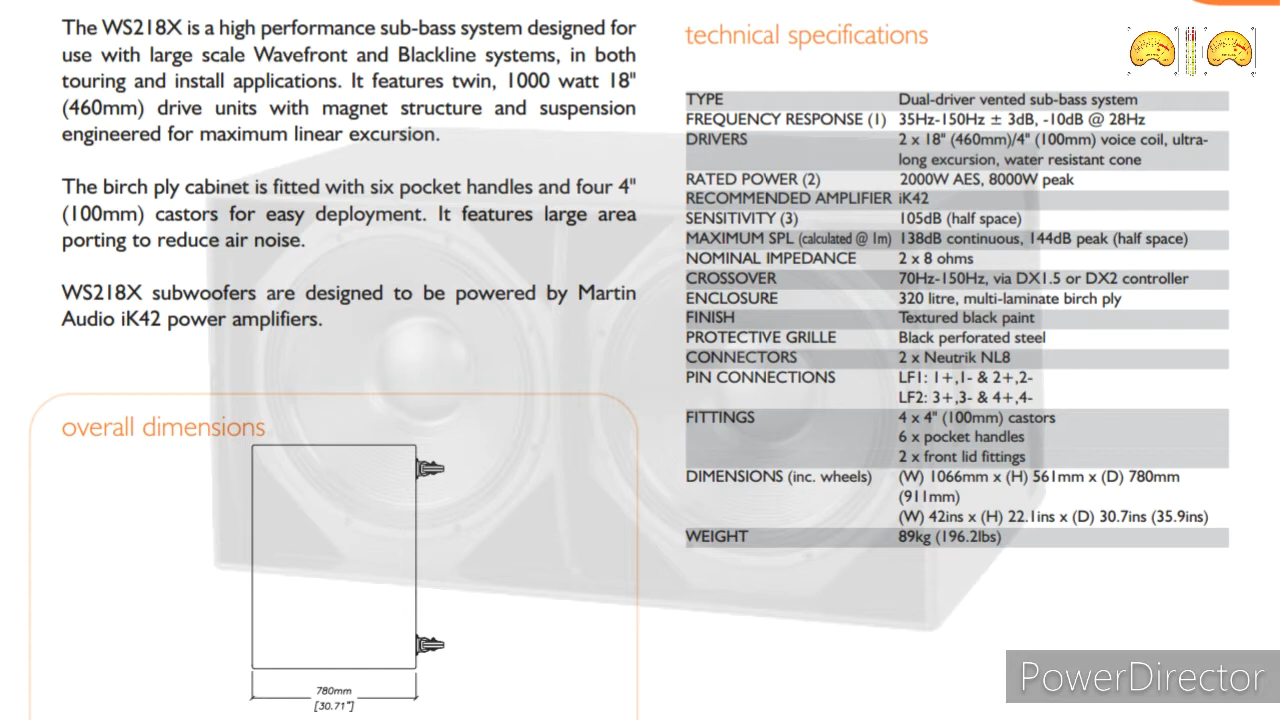 The WS218X is a high performance sub-bass system designed for
use with large scale Wavefront and Blackline systems, in both
touring and install applications. It features twin, 1000 watt 18"
(460mm) drive units with magnet structure and suspension
engineered for maximum linear excursion.
The birch ply cabinet is fitted with six pocket handles and four 4"
(100mm) castors for easy deployment. It features large area
porting to reduce air noise.
WS218X subwoofers are designed to be powered by Martin
Audio iK42 power amplifiers.
overall dimensions
780mm
[30.71"]
technical specifications
TYPE Dual-driver vented sub-bass system
FREQUENCY RESPONSE (1) 35Hz-150Hz ± 3dB, -10dB @ 28Hz
DRIVERS 2 x 18" (460mm)/4" (100mm) voice coil, ultra-
long excursion, water resistant cone
RATED POWER (2) 2000W AES, 8000W peak
RECOMMENDED AMPLIFIER iK42
SENSITIVITY (3) 105dB (half space)
MAXIMUM SPL (calculated @ 1m) 138dB continuous, 144dB peak (half space)
NOMINAL IMPEDANCE 2 x 8 ohms
CROSSOVER 70Hz-150Hz, via DX1.5 or DX2 controller
ENCLOSURE 320 litre, multi-laminate birch ply
FINISH Textured black paint
PROTECTIVE GRILLE Black perforated steel
CONNECTORS 2 x Neutrik NL8
PIN CONNECTIONS LF1: 1+,1- & 2+,2-
LF2: 3+,3- & 4+,4-
FITTINGS 4 x 4" (100mm) castors
6 x pocket handles
2 x front lid fittings
DIMENSIONS (inc. wheels) (W) 1066mm x (H) 561mm x (D) 780mm
(911mm)
(W) 42ins x (H) 22.1ins x (D) 30.7ins (35.9ins)
WEIGHT 89kg (196.2lbs)
PowerDirector